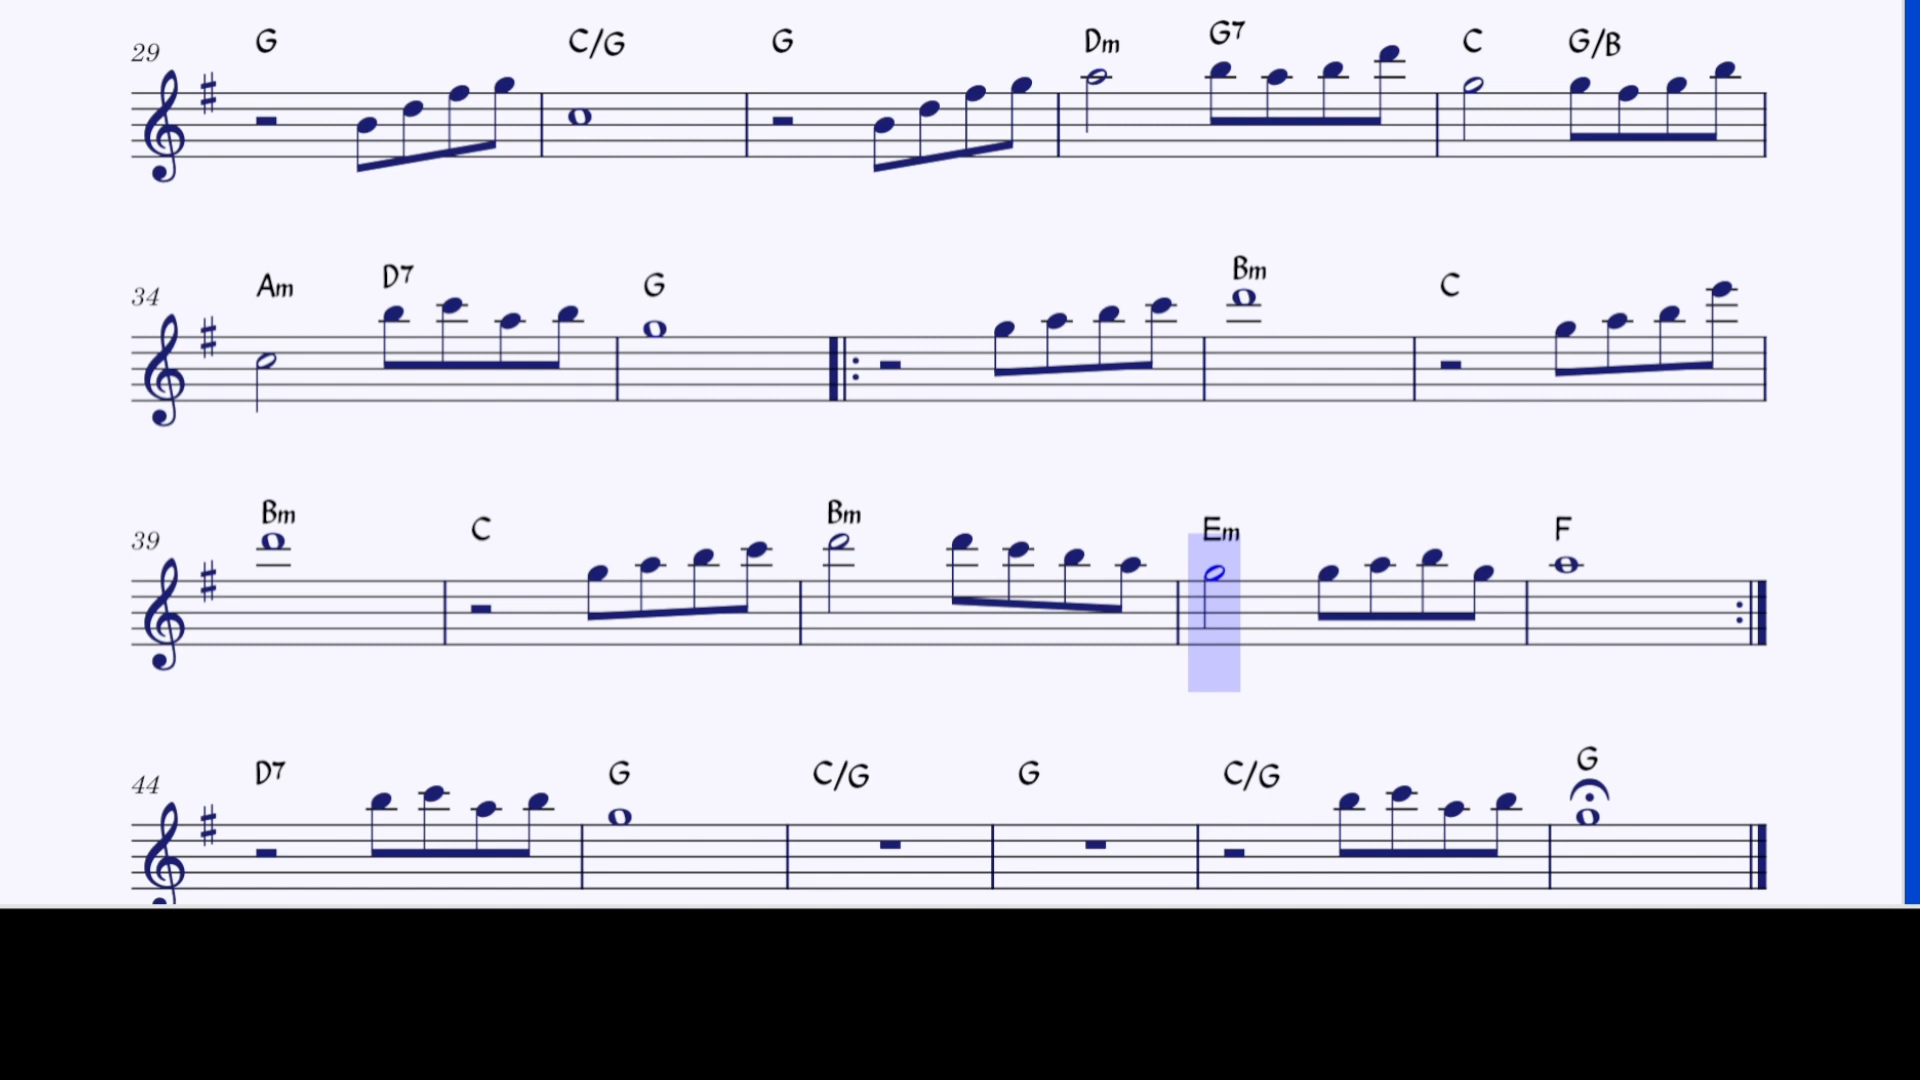 29 G C/G G Dm G7 C G/B
34 Am D7 G Bm C
39 Bm C Bm Em F
44 D7 G C/G G C/G G